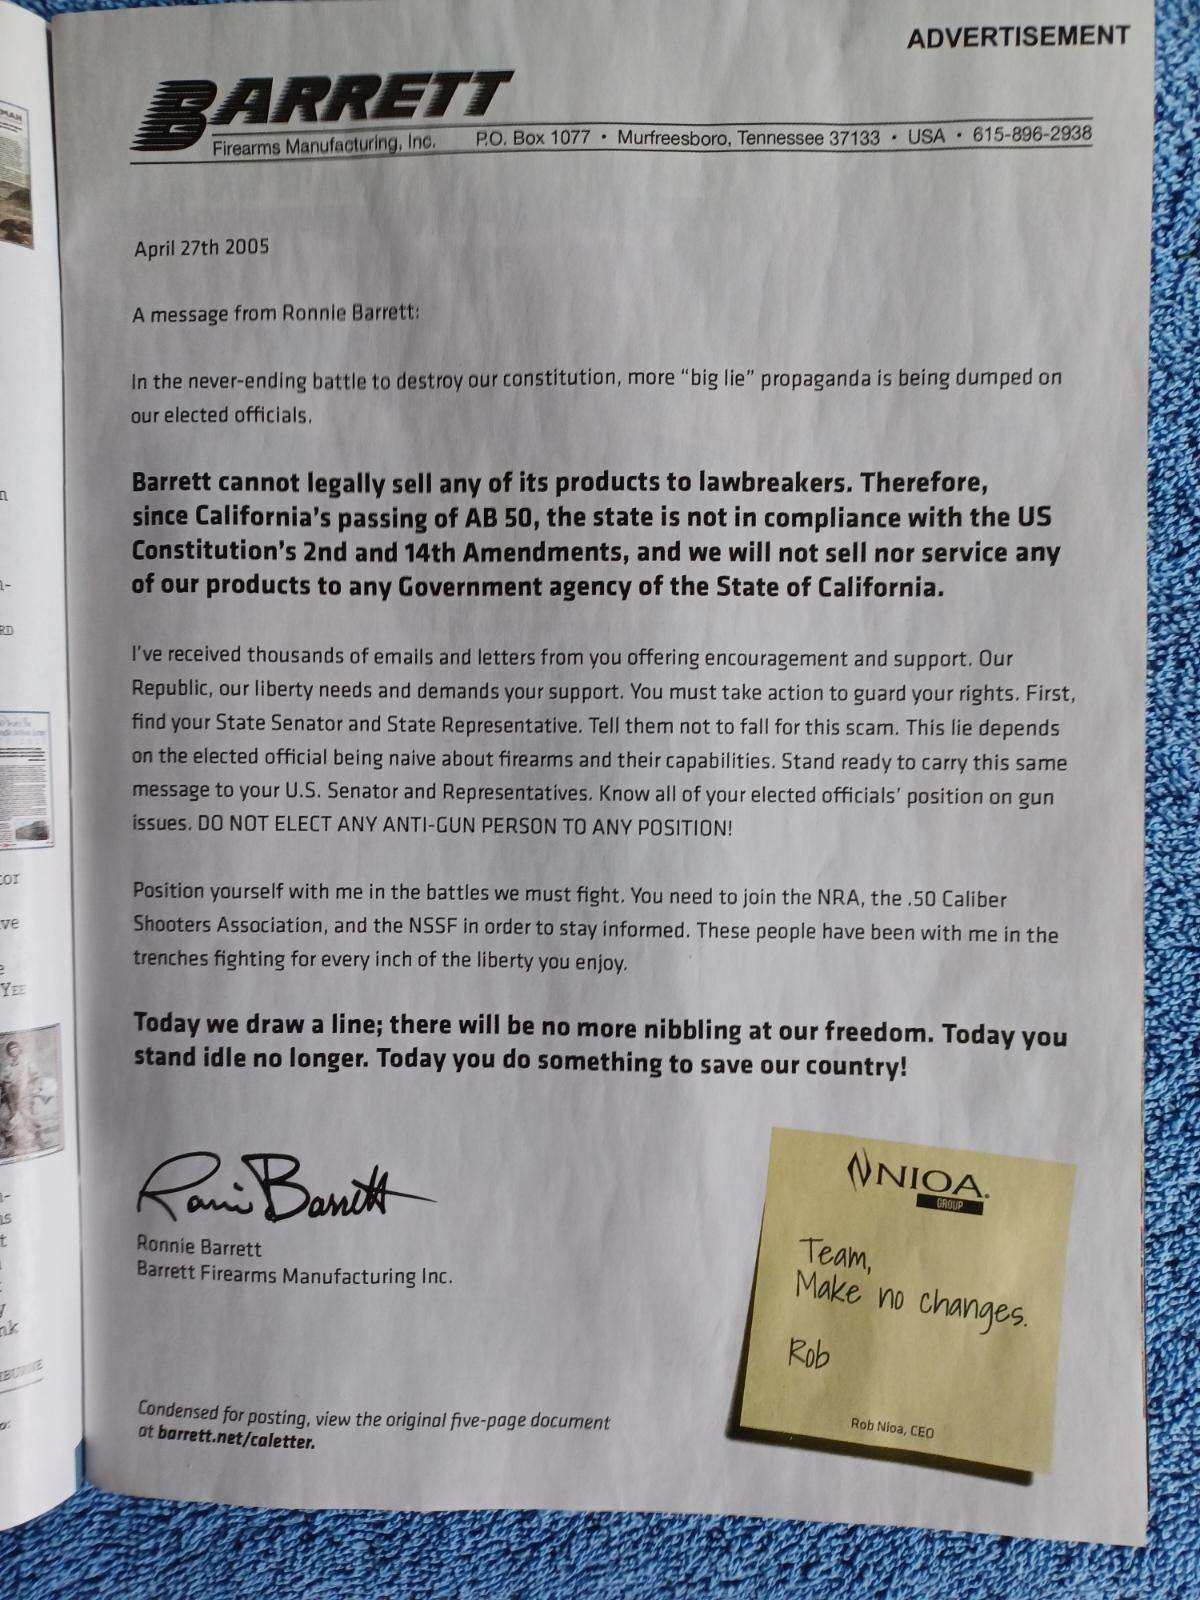 ADVERTISEMENT
BARRETT
Firearms Manufacturing, Inc. P.O. Box 1077 • Murfreesboro, Tennessee 37133 • USA • 615-896-2938
April 27th 2005
A message from Ronnie Barrett:
In the never-ending battle to destroy our constitution, more “big lie” propaganda is being dumped on
our elected officials.
Barrett cannot legally sell any of its products to lawbreakers. Therefore,
since California’s passing of AB 50, the state is not in compliance with the US
Constitution’s 2nd and 14th Amendments, and we will not sell nor service any
of our products to any Government agency of the State of California.
I’ve received thousands of emails and letters from you offering encouragement and support. Our
Republic, our liberty needs and demands your support. You must take action to guard your rights. First,
find your State Senator and State Representative. Tell them not to fall for this scam. This lie depends
on the elected official being naive about firearms and their capabilities. Stand ready to carry this same
message to your U.S. Senator and Representatives. Know all of your elected officials’ position on gun
issues. DO NOT ELECT ANY ANTI-GUN PERSON TO ANY POSITION!
Position yourself with me in the battles we must fight. You need to join the NRA, the .50 Caliber
Shooters Association, and the NSSF in order to stay informed. These people have been with me in the
trenches fighting for every inch of the liberty you enjoy.
Today we draw a line; there will be no more nibbling at our freedom. Today you
stand idle no longer. Today you do something to save our country!
Ronnie Barrett
Ronnie Barrett
Barrett Firearms Manufacturing Inc.
NIOA.
GROUP
Team,
Make no changes.
Rob
Rob Nioa, CEO
Condensed for posting, view the original five-page document
at barrett.net/caletter.
YEE